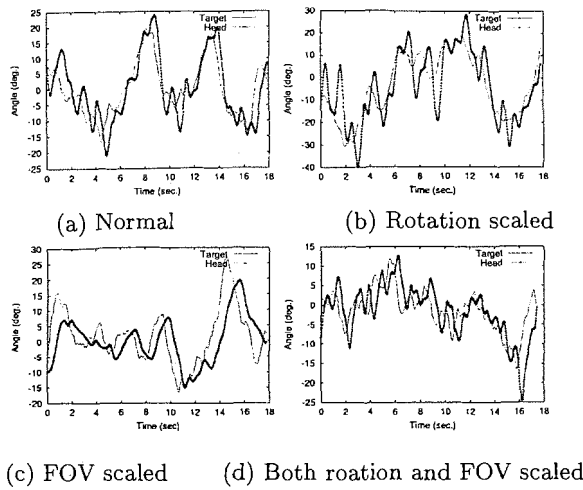 25
20
15
10
5
0
-5
-10
-15
-20
-25
Angle (deg.)
Target
Head
0 2 4 6 8 10 12 14 16 18
Time (sec.)
(a) Normal
30
20
10
0
-10
-20
-30
-40
Angle (deg.)
Target
Head
0 2 4 6 8 10 12 14 16 18
Time (sec.)
(b) Rotation scaled
30
25
20
15
10
5
0
-5
-10
-15
-20
Angle (deg.)
Target
Head
0 2 4 6 8 10 12 14 16 18
Time (sec)
(c) FOV scaled
15
10
5
0
-5
-10
-15
-20
-25
Angle (deg.)
Target
Head
0 2 4 6 8 10 12 14 16 18
Time (sec.)
(d) Both roation and FOV scaled